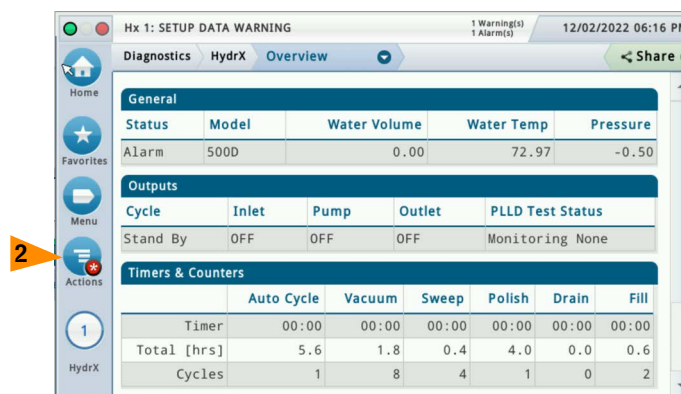 Hx 1: SETUP DATA WARNING
1 Warning(s)
1 Alarm(s)
12/02/2022 06:16 PM
Diagnostics HydrX Overview
Share
Home
Favorites
Menu
2
Actions
1
HydrX
General
Status Model Water Volume Water Temp Pressure
Alarm 500D 0.00 72.97 -0.50
Outputs
Cycle Inlet Pump Outlet PLLD Test Status
Stand By OFF OFF OFF Monitoring None
Timers & Counters
Auto Cycle Vacuum Sweep Polish Drain Fill
Timer 00:00 00:00 00:00 00:00 00:00 00:00
Total [hrs] 5.6 1.8 0.4 4.0 0.0 0.6
Cycles 1 8 4 1 0 2